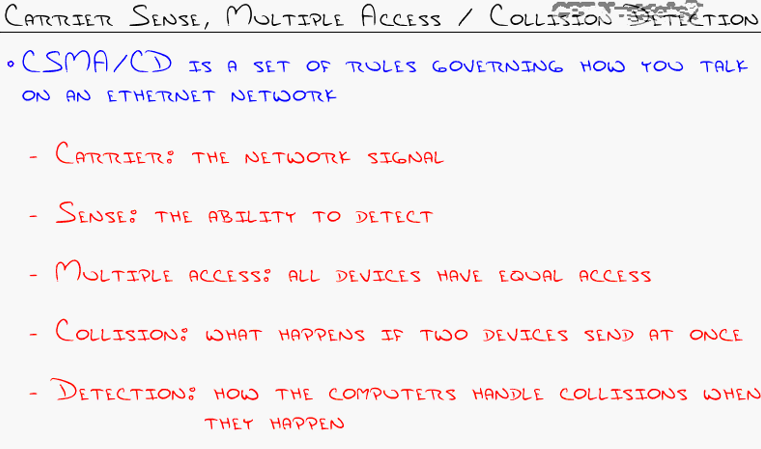 Carrier Sense, Multiple Access / Collision Detection
• CSMA/CD is a set of rules governing how you talk
on an ethernet network
- Carrier: the network signal
- Sense: the ability to detect
- Multiple access: all devices have equal access
- Collision: what happens if two devices send at once
- Detection: how the computers handle collisions when
they happen